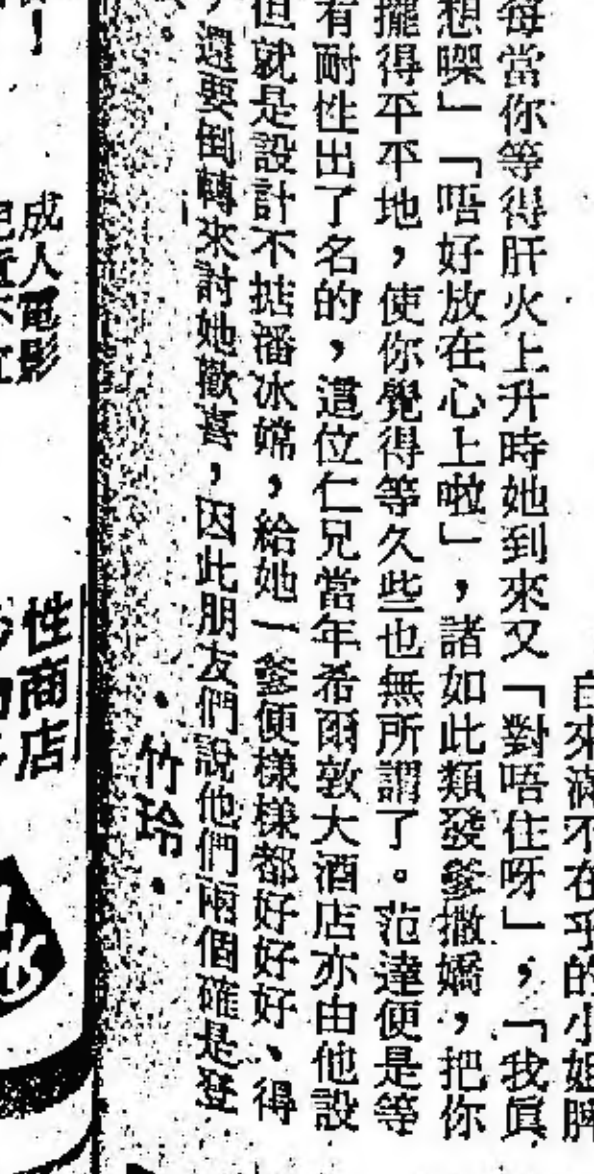 自來滿不在乎的小姐脾
每當你等得肝火上升時她到來又「對唔住呀」，「我眞
想㗎」「唔好放在心上啦」，諸如此類發爹撒嬌，把你
擺得平平地，使你覺得等久些也無所謂了。范達便是等
有耐性出了名的，這位仁兄當年希爾敦大酒店亦由他設
但就是設計不掂潘冰嫦，給她一爹便樣樣都好好好、得
還要倒轉來討她歡喜，因此朋友們說他們兩個確是登
·竹玲·
成人電影
性商店